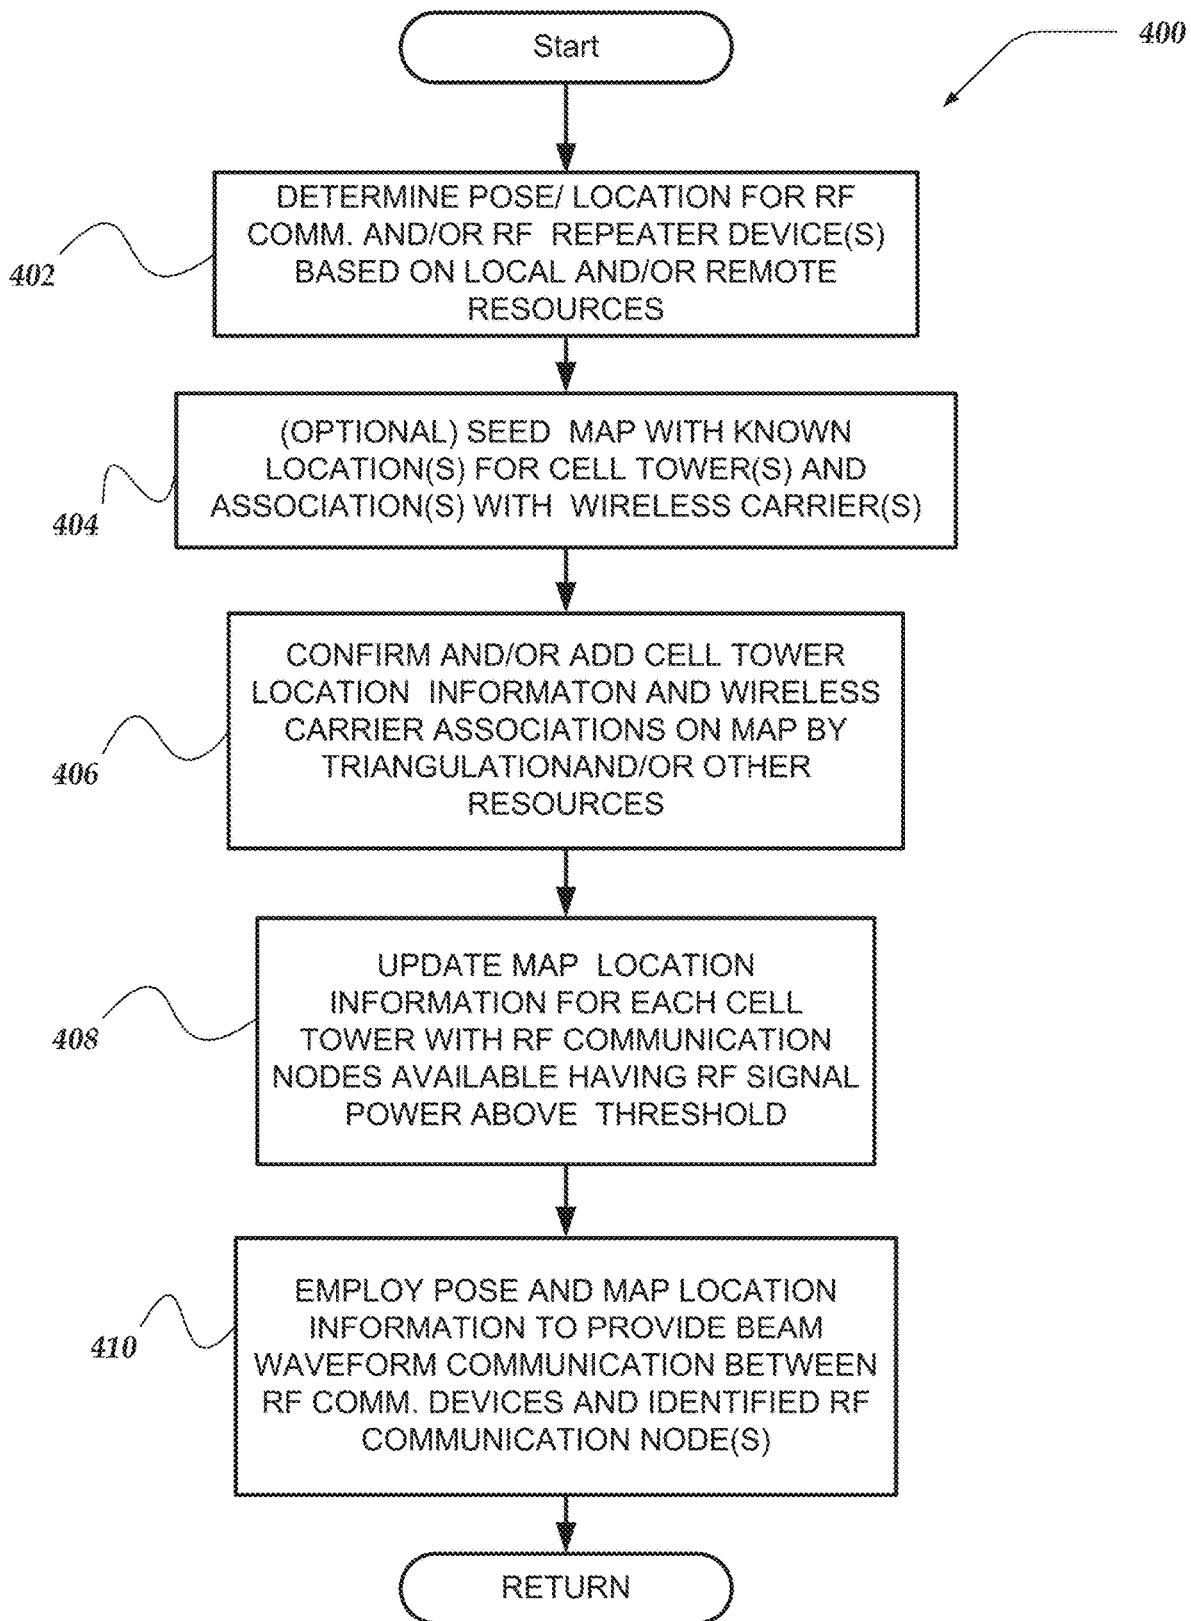 Start
400
DETERMINE POSE/ LOCATION FOR RF
COMM. AND/OR RF REPEATER DEVICE(S)
BASED ON LOCAL AND/OR REMOTE
RESOURCES
402
(OPTIONAL) SEED MAP WITH KNOWN
LOCATION(S) FOR CELL TOWER(S) AND
ASSOCIATION(S) WITH WIRELESS CARRIER(S)
404
CONFIRM AND/OR ADD CELL TOWER
LOCATION INFORMATON AND WIRELESS
CARRIER ASSOCIATIONS ON MAP BY
TRIANGULATIONAND/OR OTHER
RESOURCES
406
UPDATE MAP LOCATION
INFORMATION FOR EACH CELL
TOWER WITH RF COMMUNICATION
NODES AVAILABLE HAVING RF SIGNAL
POWER ABOVE THRESHOLD
408
EMPLOY POSE AND MAP LOCATION
INFORMATION TO PROVIDE BEAM
WAVEFORM COMMUNICATION BETWEEN
RF COMM. DEVICES AND IDENTIFIED RF
COMMUNICATION NODE(S)
410
RETURN